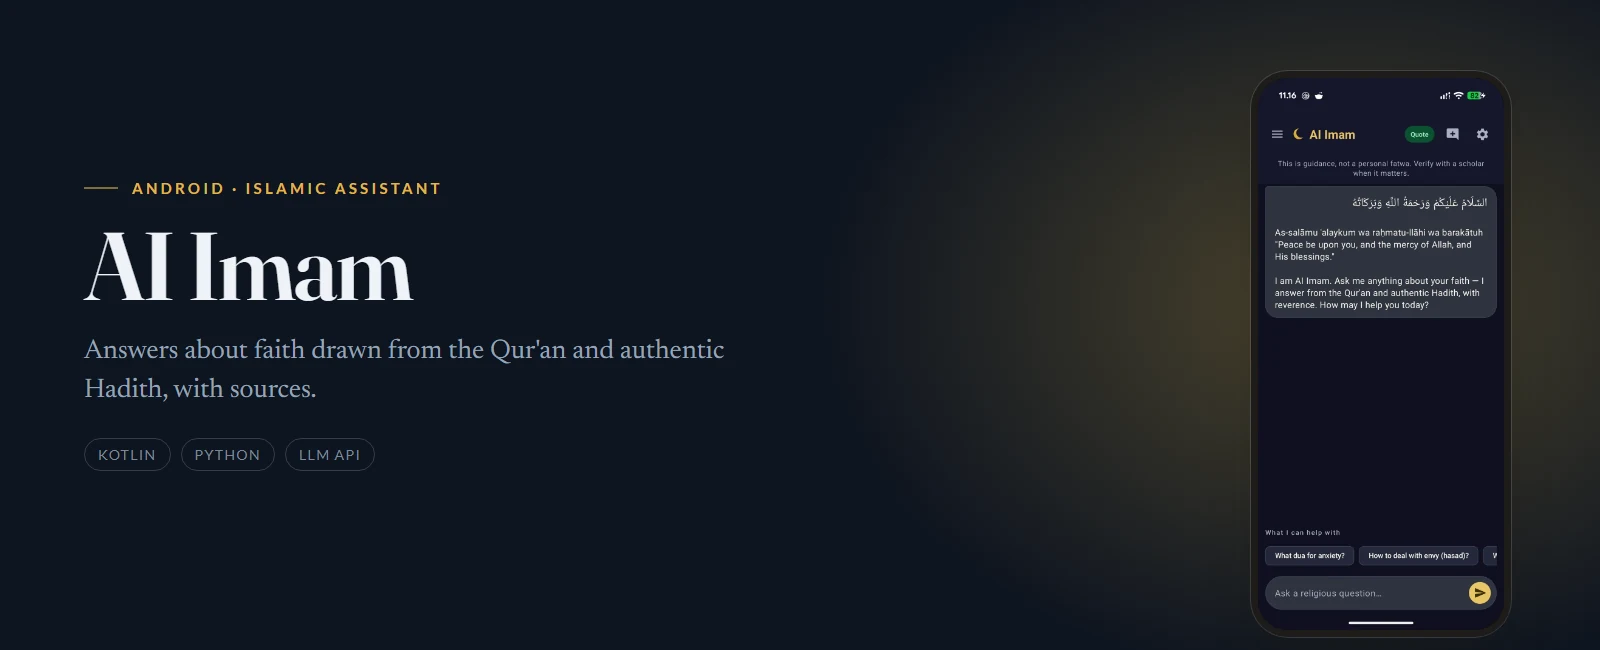 ANDROID · ISLAMIC ASSISTANT
AI Imam
Answers about faith drawn from the Qur'an and authentic
Hadith, with sources.
KOTLIN
PYTHON
LLM API
11.16
82
AI Imam
Quote
This is guidance, not a personal fatwa. Verify with a scholar
when it matters.
السَّلَامُ عَلَيْكُمْ وَرَحْمَةُ اللَّهِ وَبَرَكَاتُهُ
As-salāmu ʿalaykum wa raḥmatu-llāhi wa barakātuh
"Peace be upon you, and the mercy of Allah, and
His blessings."
I am AI Imam. Ask me anything about your faith — I
answer from the Qur'an and authentic Hadith, with
reverence. How may I help you today?
What I can help with
What dua for anxiety?
How to deal with envy (hasad)?
Ask a religious question…